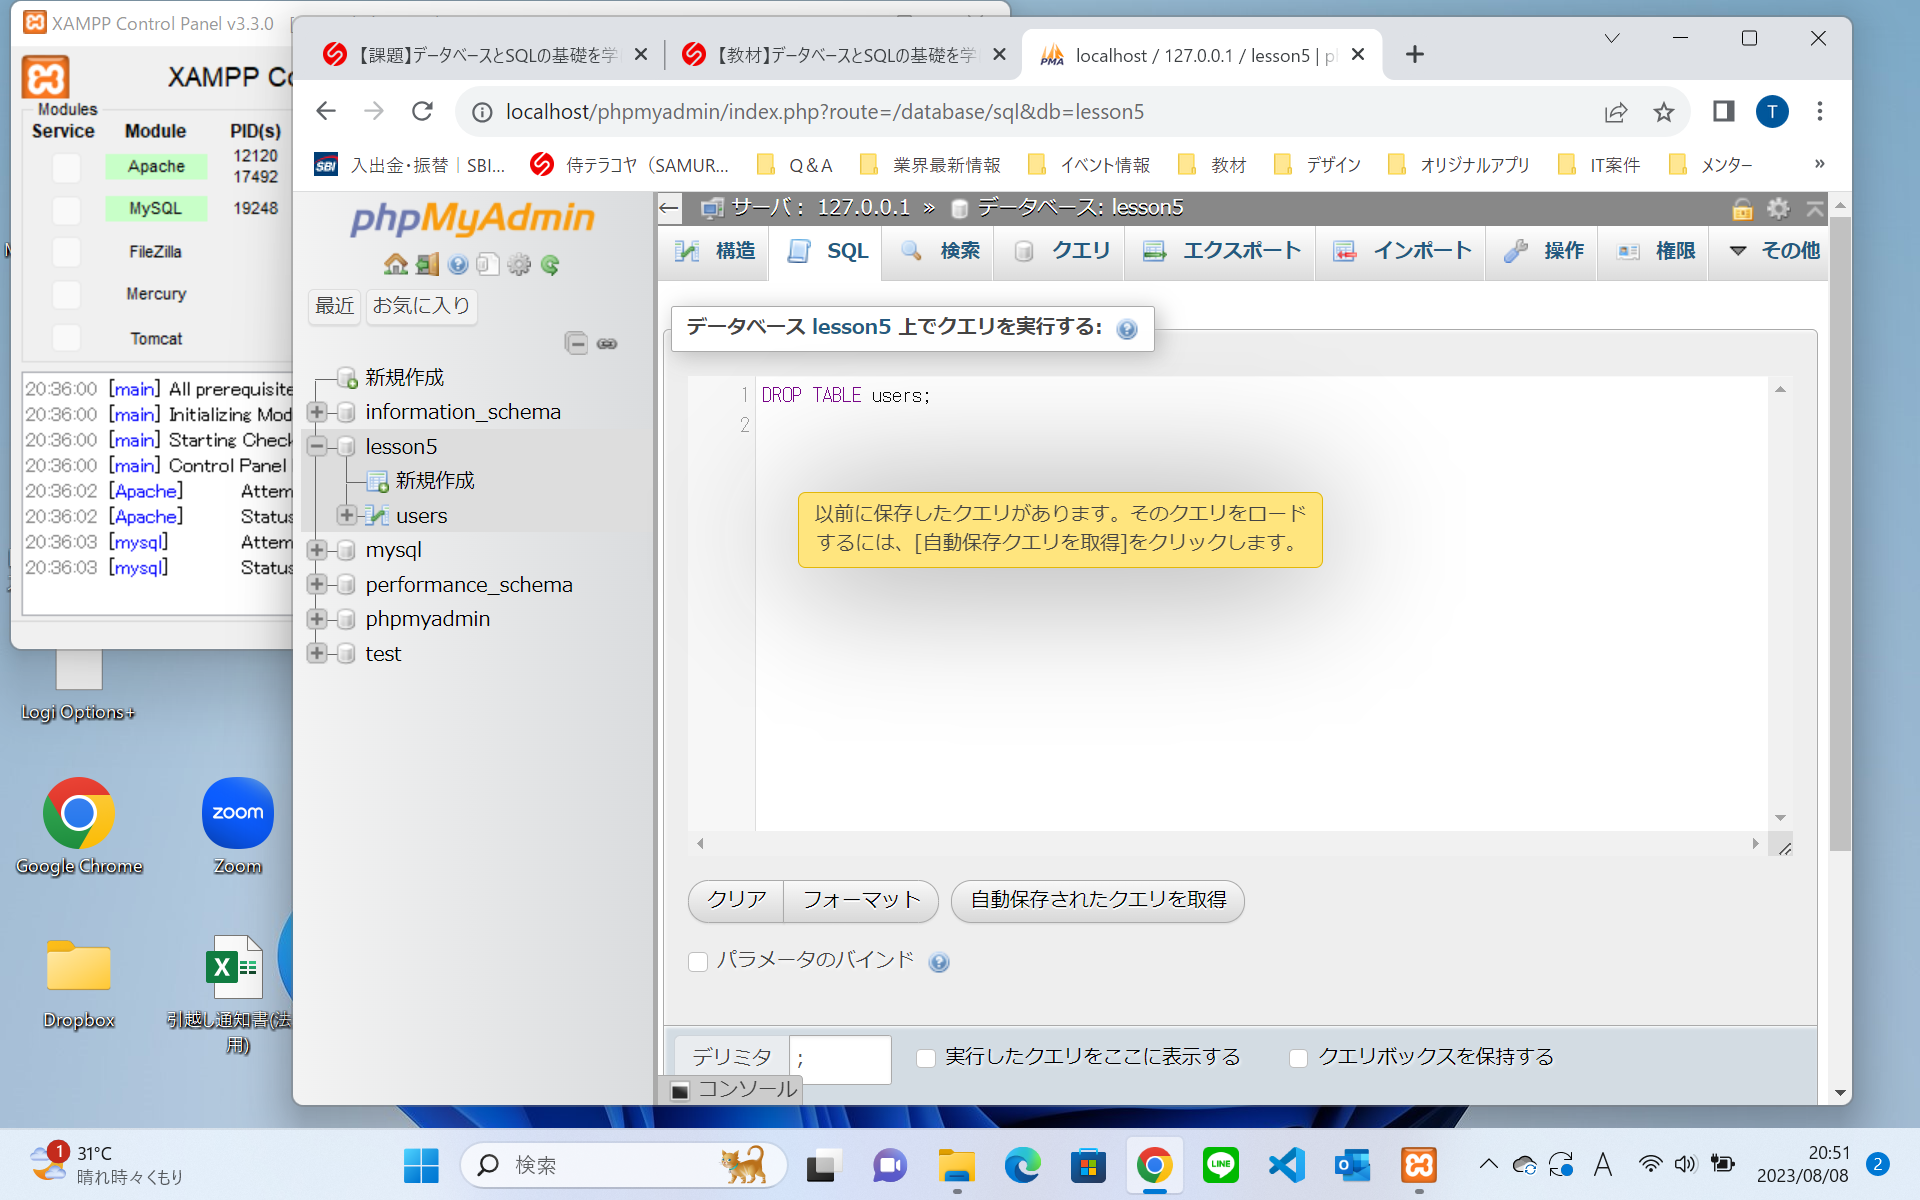 XAMPP Control Panel v3.3.0
XAMPP Co
Modules
Service Module PID(s)
Apache 12120
17492
MySQL 19248
FileZilla
Mercury
Tomcat
20:36:00 [main] All prerequisite
20:36:00 [main] Initializing Mod
20:36:00 [main] Starting Check
20:36:00 [main] Control Panel
20:36:02 [Apache] Attem
20:36:02 [Apache] Status
20:36:03 [mysql] Attem
20:36:03 [mysql] Status
Logi Options+
Google Chrome
Zoom
zoom
Dropbox
引越し通知書(法
用)
【課題】データベースとSQLの基礎を学
【教材】データベースとSQLの基礎を学
PMA
localhost / 127.0.0.1 / lesson5 | p
localhost/phpmyadmin/index.php?route=/database/sql&db=lesson5
T
SBI 入出金・振替｜SBI...
侍テラコヤ（SAMUR...
Q&A
業界最新情報
イベント情報
教材
デザイン
オリジナルアプリ
IT案件
メンター
»
phpMyAdmin
最近 お気に入り
新規作成
information_schema
lesson5
新規作成
users
mysql
performance_schema
phpmyadmin
test
サーバ： 127.0.0.1 » データベース: lesson5
構造 SQL 検索 クエリ エクスポート インポート 操作 権限 その他
データベース lesson5 上でクエリを実行する:
1 DROP TABLE users;
2
以前に保存したクエリがあります。そのクエリをロード
するには、[自動保存クエリを取得]をクリックします。
クリア フォーマット 自動保存されたクエリを取得
パラメータのバインド
デリミタ ; 実行したクエリをここに表示する クエリボックスを保持する
コンソール
1
31°C
晴れ時々くもり
検索
LINE
A
20:51
2023/08/08
2